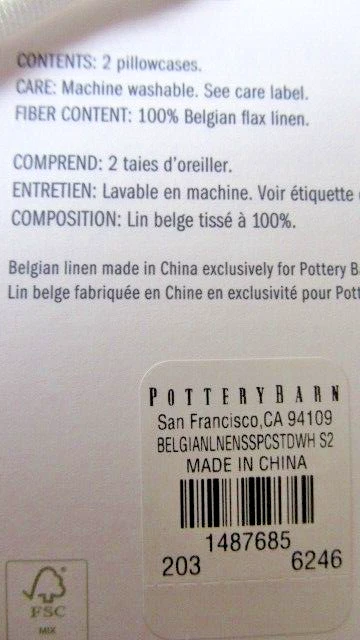 CONTENTS: 2 pillowcases.
CARE: Machine washable. See care label.
FIBER CONTENT: 100% Belgian flax linen.
COMPREND: 2 taies d'oreiller.
ENTRETIEN: Lavable en machine. Voir étiquette
COMPOSITION: Lin belge tissé à 100%.
Belgian linen made in China exclusively for Pottery B
Lin belge fabriquée en Chine en exclusivité pour Pott
POTTERY BARN
San Francisco, CA 94109
BELGIANLNENSSPCSTDWH S2
MADE IN CHINA
1487685
203 6246
FSC
MIX